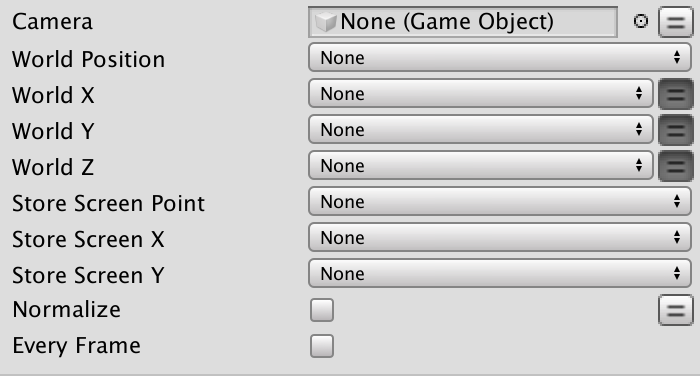 Camera None (Game Object)
World Position None
World X None
World Y None
World Z None
Store Screen Point None
Store Screen X None
Store Screen Y None
Normalize
Every Frame